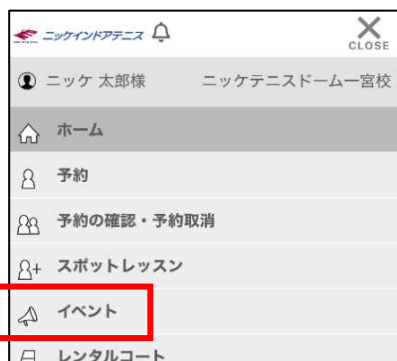 ニッケインドアテニス
CLOSE
ニッケ 太郎様 ニッケテニスドーム一宮校
ホーム
予約
予約の確認・予約取消
スポットレッスン
イベント
レンタルコート